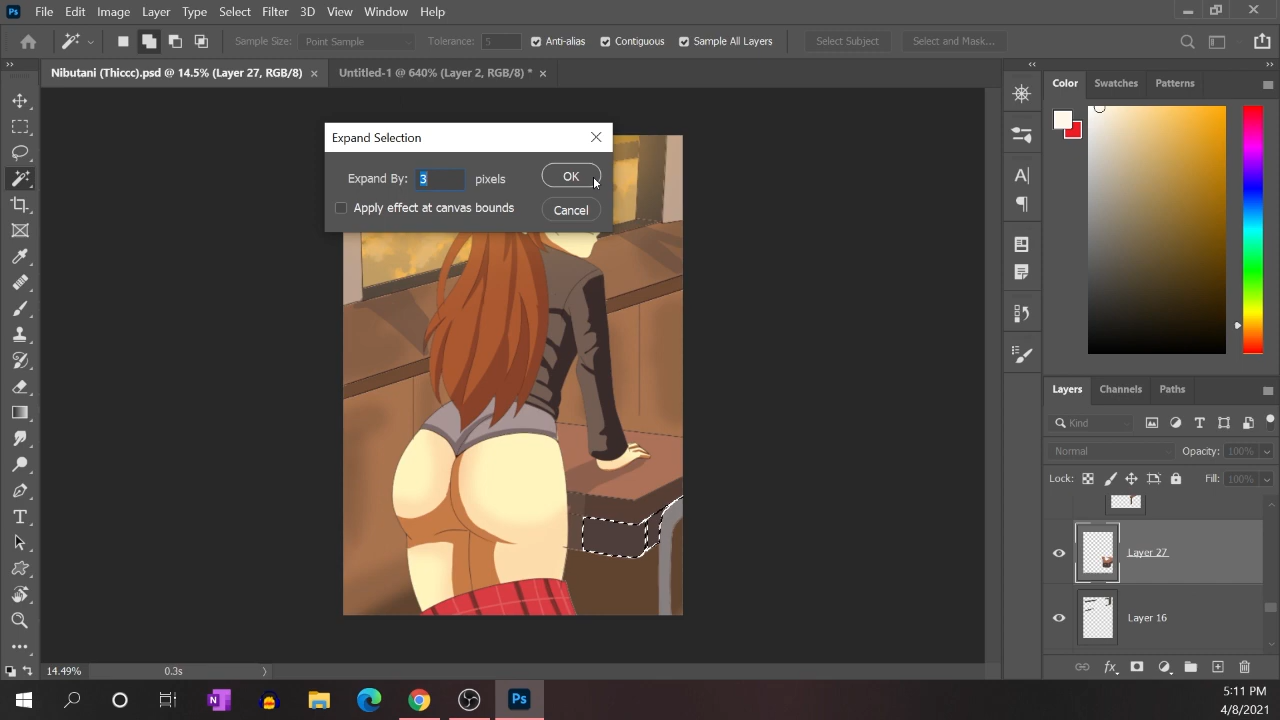 Ps File Edit Image Layer Type Select Filter 3D View Window Help
Sample Size: Point Sample Tolerance: 5 Anti-alias Contiguous Sample All Layers Select Subject Select and Mask...
Nibutani (Thiccc).psd @ 14.5% (Layer 27, RGB/8) × Untitled-1 @ 640% (Layer 2, RGB/8) * ×
Color Swatches Patterns
Expand Selection
Expand By: 3 pixels OK
Apply effect at canvas bounds Cancel
Layers Channels Paths
Kind
Normal Opacity: 100%
Lock: Fill: 100%
Layer 27
Layer 16
14.49% 0.3s
fx
Ps
5:11 PM
4/8/2021